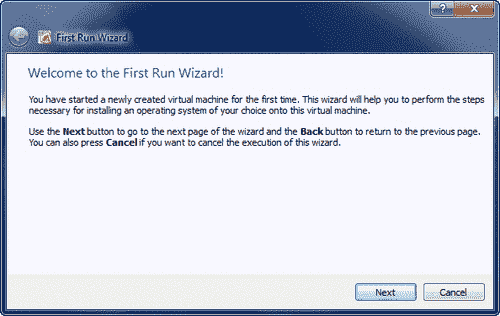 First Run Wizard
Welcome to the First Run Wizard!
You have started a newly created virtual machine for the first time. This wizard will help you to perform the steps
necessary for installing an operating system of your choice onto this virtual machine.
Use the Next button to go to the next page of the wizard and the Back button to return to the previous page.
You can also press Cancel if you want to cancel the execution of this wizard.
Next Cancel